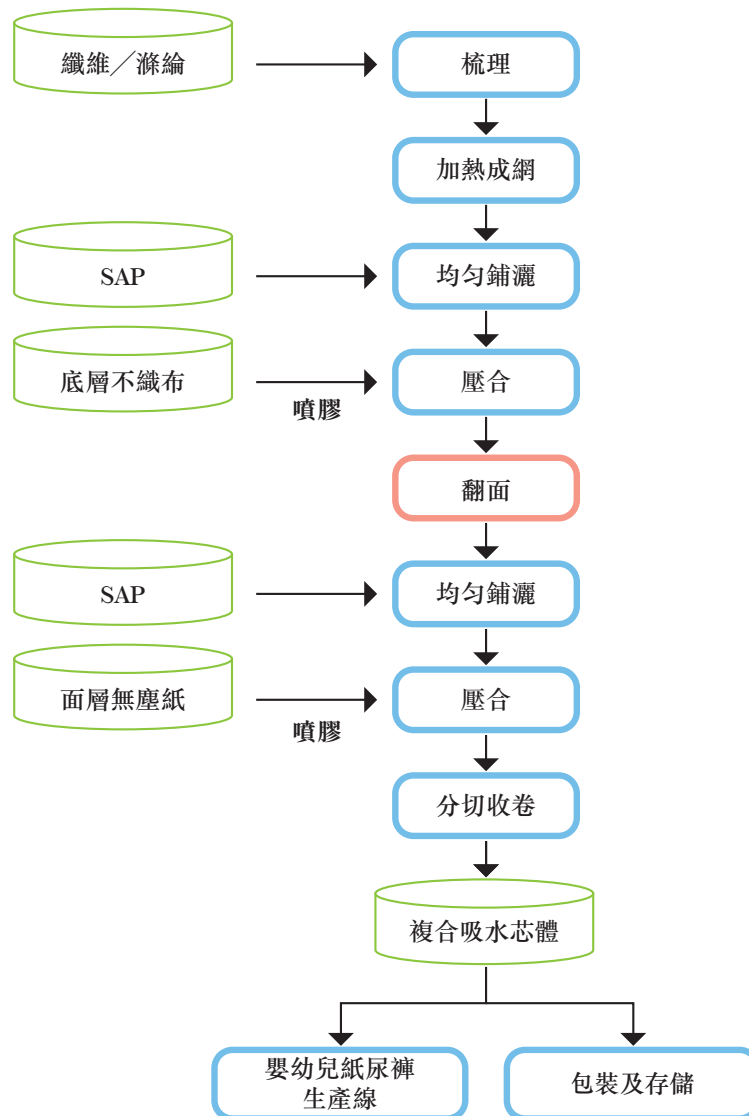 纖維／滌綸
梳理
加熱成網
SAP
均勻鋪灑
底層不織布
噴膠
壓合
翻面
SAP
均勻鋪灑
面層無塵紙
噴膠
壓合
分切收卷
複合吸水芯體
嬰幼兒紙尿褲
生產線
包裝及存儲